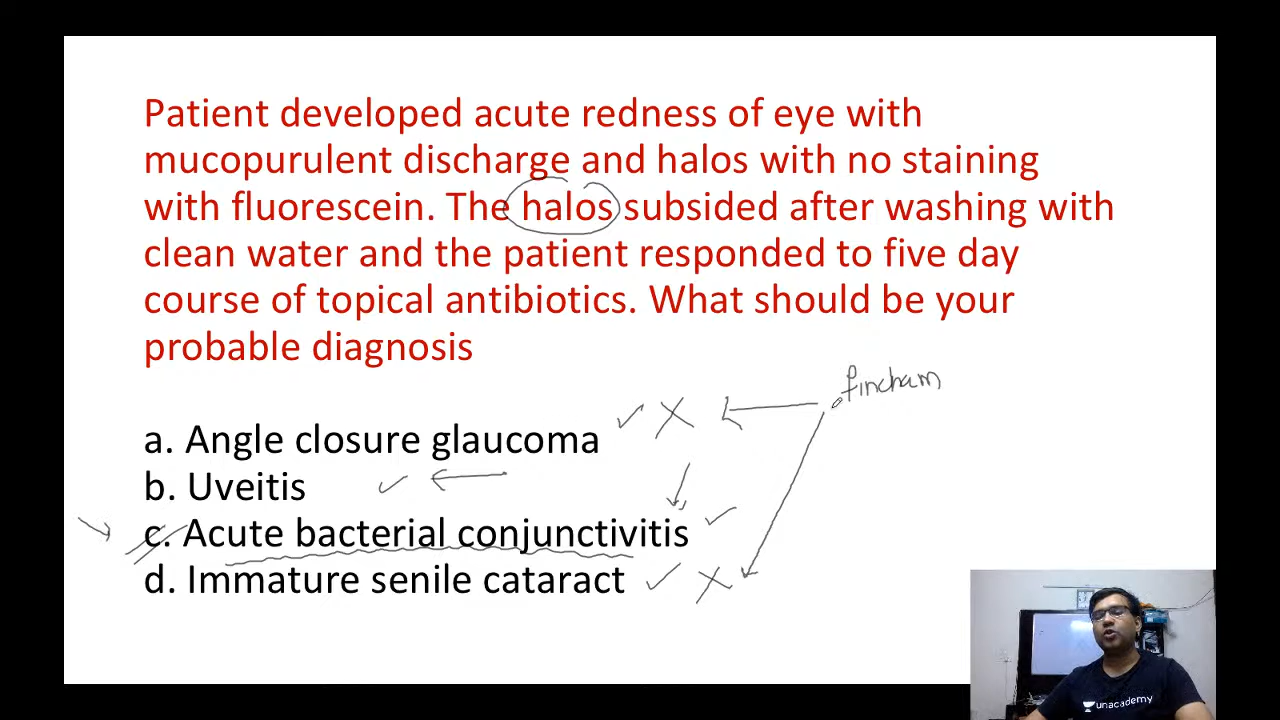 Patient developed acute redness of eye with
mucopurulent discharge and halos with no staining
with fluorescein. The halos subsided after washing with
clean water and the patient responded to five day
course of topical antibiotics. What should be your
probable diagnosis
fincham
a. Angle closure glaucoma
b. Uveitis
c. Acute bacterial conjunctivitis
d. Immature senile cataract
unacademy